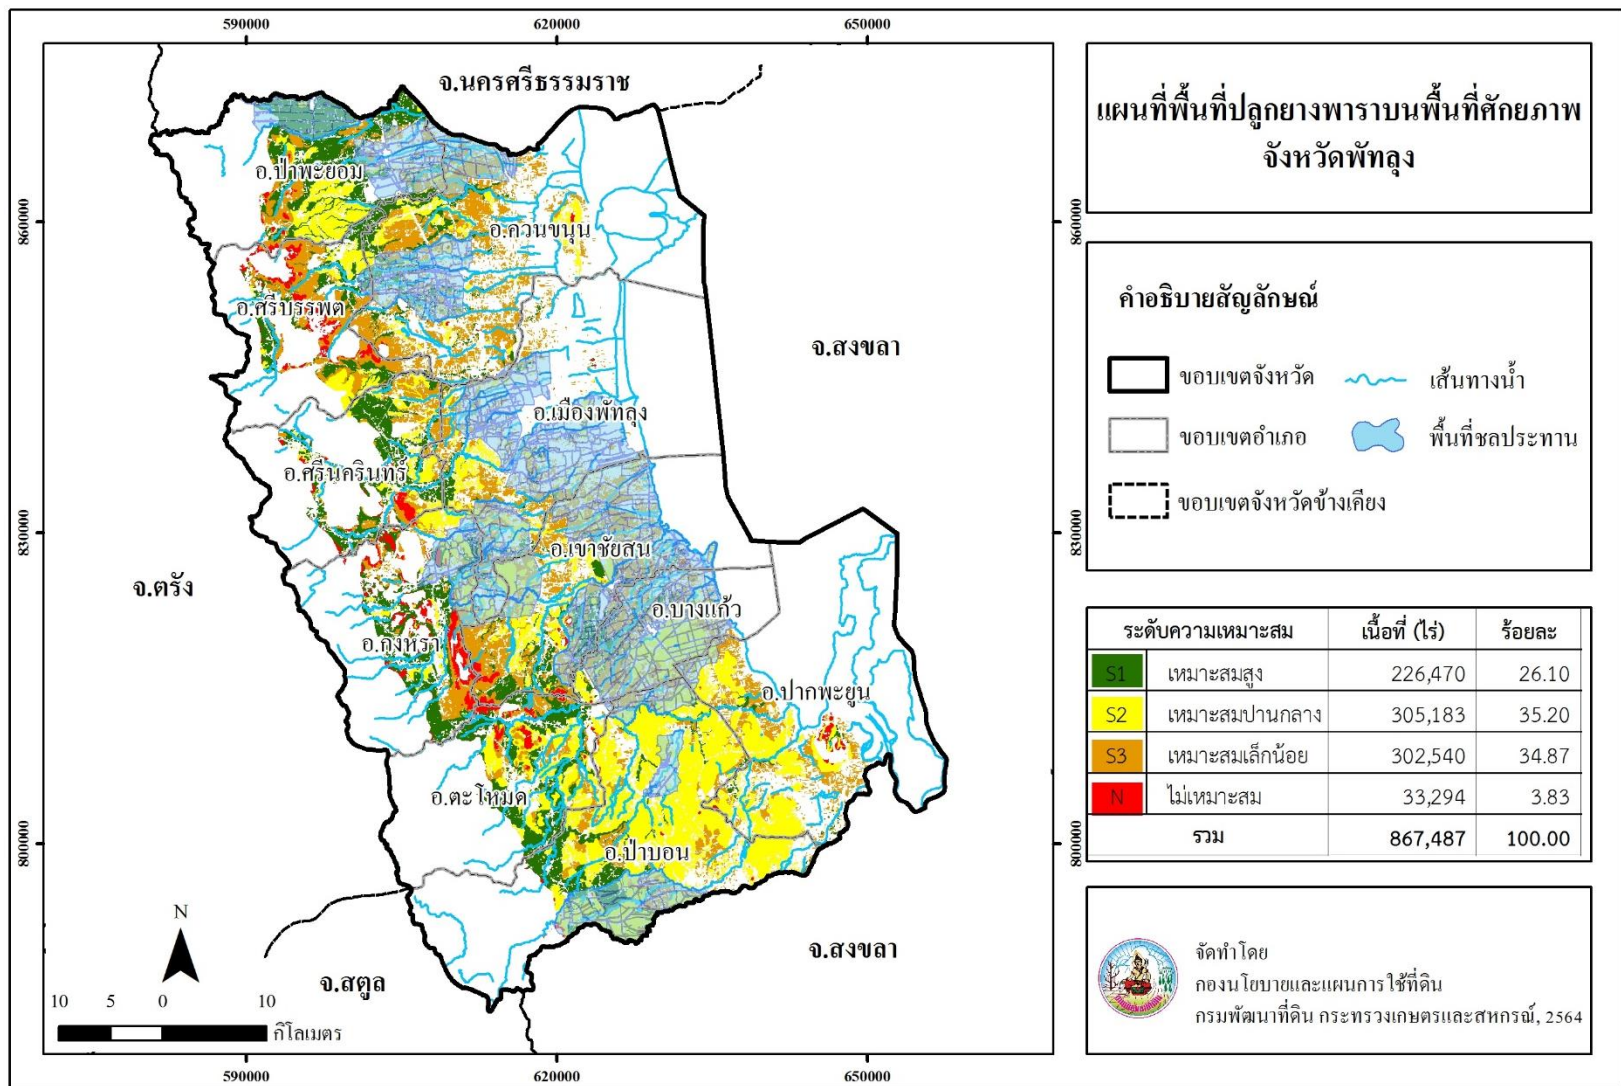 590000
620000
650000
จ.นครศรีธรรมราช
อ.ป่าพะยอม
860000
860000
อ.ควนขนุน
อ.ศรีบรรพต
จ.สงขลา
อ.เมืองพัทลุง
อ.ศรีนครินทร์
830000
830000
อ.เขาชัยสน
จ.ตรัง
อ.บางแก้ว
อ.กงหรา
อ.ปากพะยูน
อ.ตะโหมด
800000
800000
อ.ป่าบอน
จ.สงขลา
จ.สตูล
N
10 5 0 10
กิโลเมตร
590000
620000
650000
แผนที่พื้นที่ปลูกยางพาราบนพื้นที่ศักยภาพ
จังหวัดพัทลุง
คำอธิบายสัญลักษณ์
ขอบเขตจังหวัด เส้นทางน้ำ
ขอบเขตอำเภอ พื้นที่ชลประทาน
ขอบเขตจังหวัดข้างเคียง
ระดับความเหมาะสม เนื้อที่ (ไร่) ร้อยละ
S1 เหมาะสมสูง 226,470 26.10
S2 เหมาะสมปานกลาง 305,183 35.20
S3 เหมาะสมเล็กน้อย 302,540 34.87
N ไม่เหมาะสม 33,294 3.83
รวม 867,487 100.00
จัดทำโดย
กองนโยบายและแผนการใช้ที่ดิน
กรมพัฒนาที่ดิน กระทรวงเกษตรและสหกรณ์, 2564